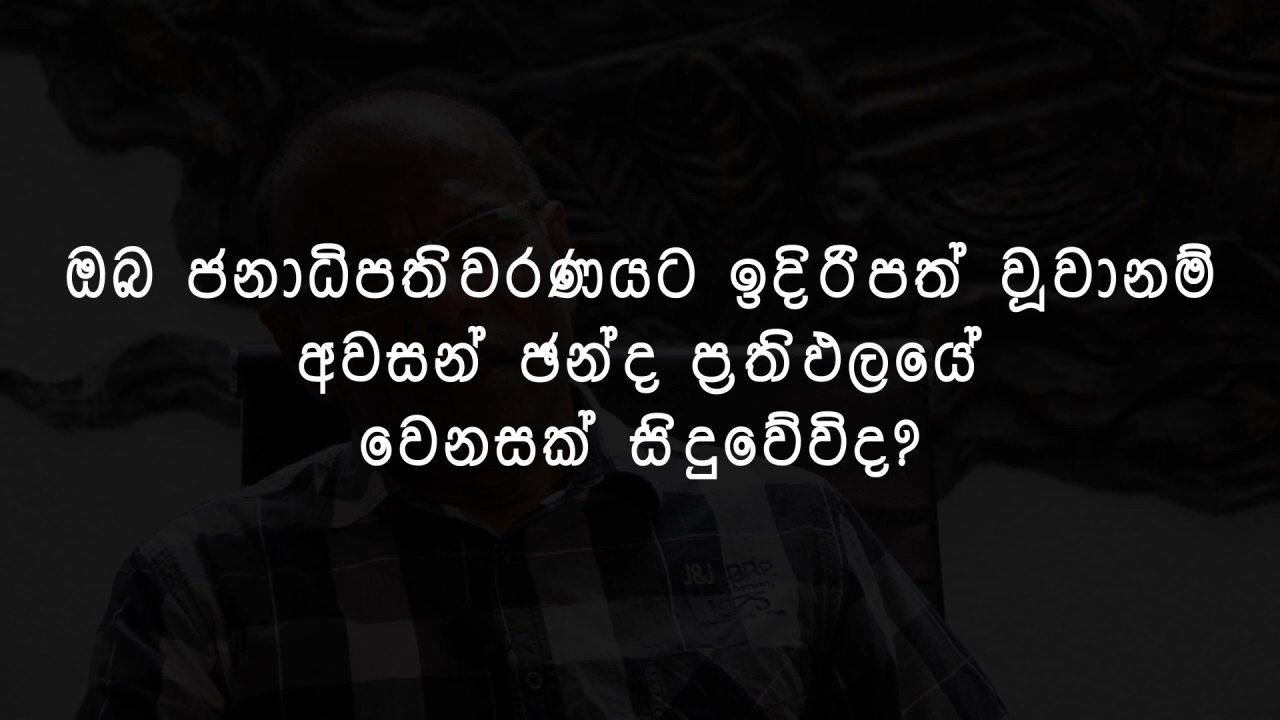 ඔබ ජනාධිපතිවරණයට ඉදිරිපත් වූවානම්
අවසන් ඡන්ද ප්‍රතිඵලයේ
වෙනසක් සිදුවේවිද?
J&J